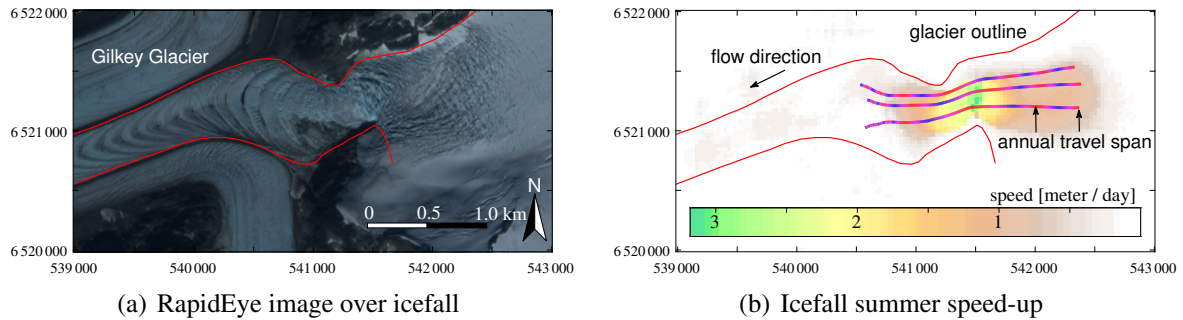 6 522 000
6 521 000
6 520 000
Gilkey Glacier
N
0 0.5 1.0 km
539 000 540 000 541 000 542 000 543 000
(a) RapidEye image over icefall
6 522 000
6 521 000
6 520 000
glacier outline
flow direction
annual travel span
speed [meter / day]
3 2 1
539 000 540 000 541 000 542 000 543 000
(b) Icefall summer speed-up